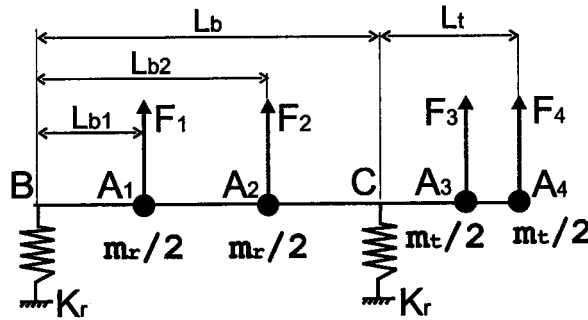 Lb Lt
Lb2
Lb1 F1 F2 F3 F4
B A1 A2 C A3 A4
mr/2 mr/2 mt/2 mt/2
Kr Kr